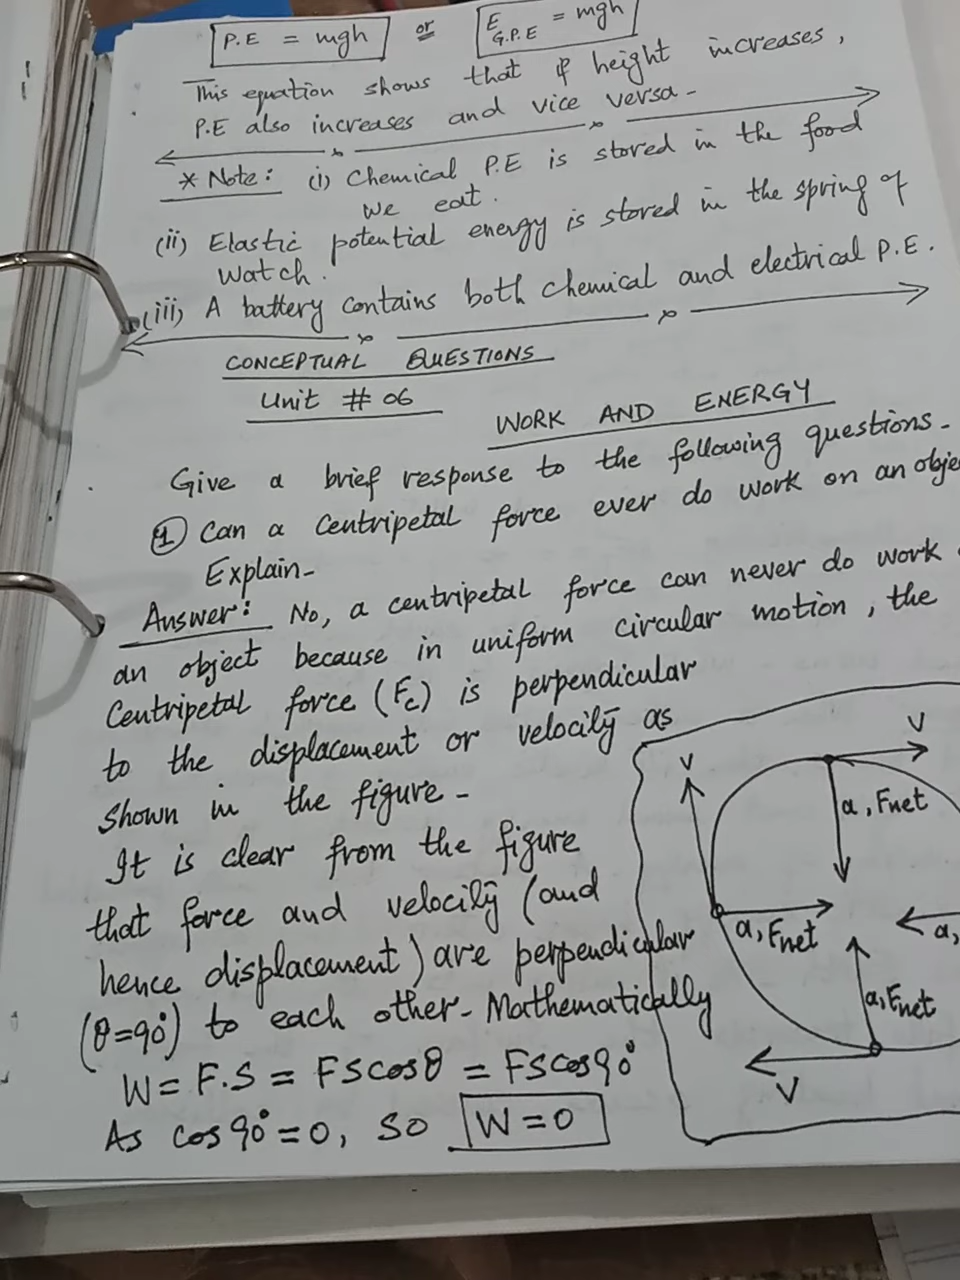 P.E = mgh or E G.P.E = mgh
This equation shows that if height increases,
P.E also increases and vice versa-
* Note: (i) Chemical P.E is stored in the food
we eat.
(ii) Elastic potential energy is stored in the spring of
watch.
(iii) A battery contains both chemical and electrical P.E.
CONCEPTUAL QUESTIONS
Unit # 06
WORK AND ENERGY
Give a brief response to the following questions-
1 Can a centripetal force ever do work on an obje
Explain-
Answer: No, a centripetal force can never do work
an object because in uniform circular motion, the
Centripetal force (Fc) is perpendicular
to the displacement or velocity as
shown in the figure-
It is clear from the figure
that force and velocity (and
hence displacement) are perpendicular
(θ=90°) to each other- Mathematically
W = F.S = FScosθ = FScos90°
As cos90°=0, so W=0
V
V
a, Fnet
a, Fnet
a,
a, Fnet
V